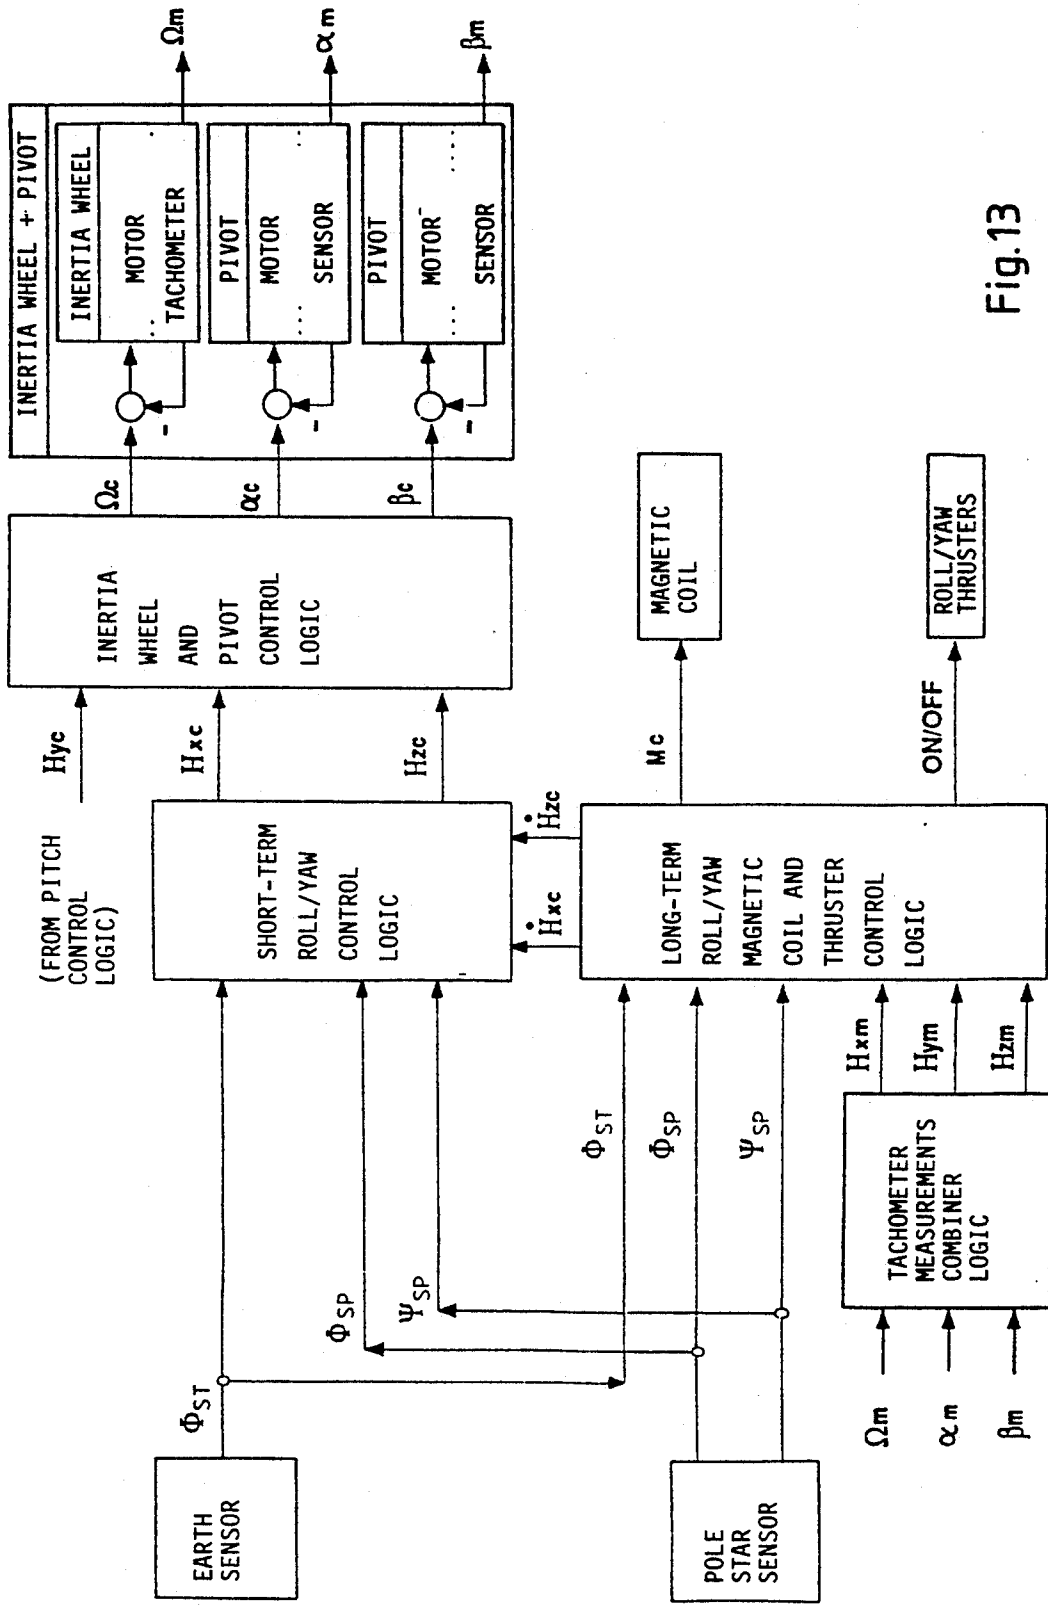 EARTH
SENSOR
ΦST
ΦSP
ΨSP
POLE
STAR
SENSOR
ΦST
ΦSP
ΨSP
Ωm
αm
βm
TACHOMETER
MEASUREMENTS
COMBINER
LOGIC
Hxm
Hym
Hzm
(FROM PITCH
CONTROL
LOGIC)
SHORT-TERM
ROLL/YAW
CONTROL
LOGIC
Ḣxc
Ḣzc
LONG-TERM
ROLL/YAW
MAGNETIC
COIL AND
THRUSTER
CONTROL
LOGIC
Hyc
Hxc
Hzc
Mc
ON/OFF
INERTIA
WHEEL
AND
PIVOT
CONTROL
LOGIC
MAGNETIC
COIL
ROLL/YAW
THRUSTERS
Ωc
αc
βc
INERTIA WHEEL + PIVOT
-
INERTIA WHEEL
MOTOR
TACHOMETER
-
PIVOT
MOTOR
SENSOR
-
PIVOT
MOTOR
SENSOR
Ωm
αm
βm
Fig.13